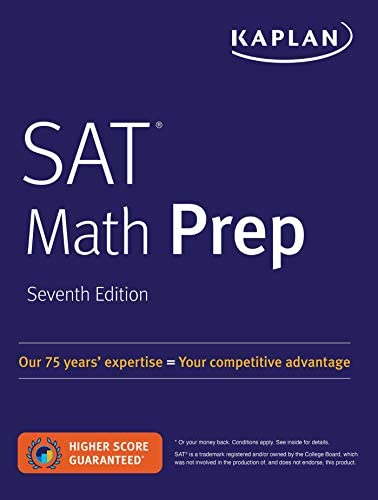 KAPLAN
SAT®
Math Prep
Seventh Edition
Our 75 years’ expertise = Your competitive advantage
HIGHER SCORE
GUARANTEED*
* Or your money back. Conditions apply. See inside for details.
SAT® is a trademark registered and/or owned by the College Board, which
was not involved in the production of, and does not endorse, this product.